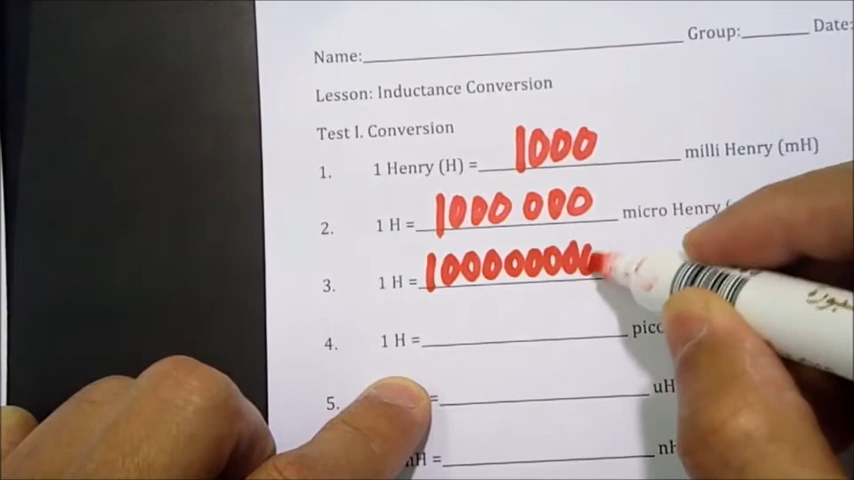 Name: Group: Date:
Lesson: Inductance Conversion
Test I. Conversion
1. 1 Henry (H) = 1000 milli Henry (mH)
2. 1 H = 1000 000 micro Henry
3. 1 H =
4. 1 H = pico
5. = uH
= nH